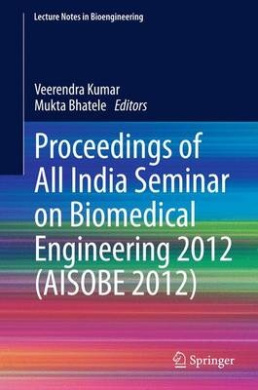 Lecture Notes in Bioengineering
Veerendra Kumar
Mukta Bhatele Editors
Proceedings of
All India Seminar
on Biomedical
Engineering 2012
(AISOBE 2012)
Springer